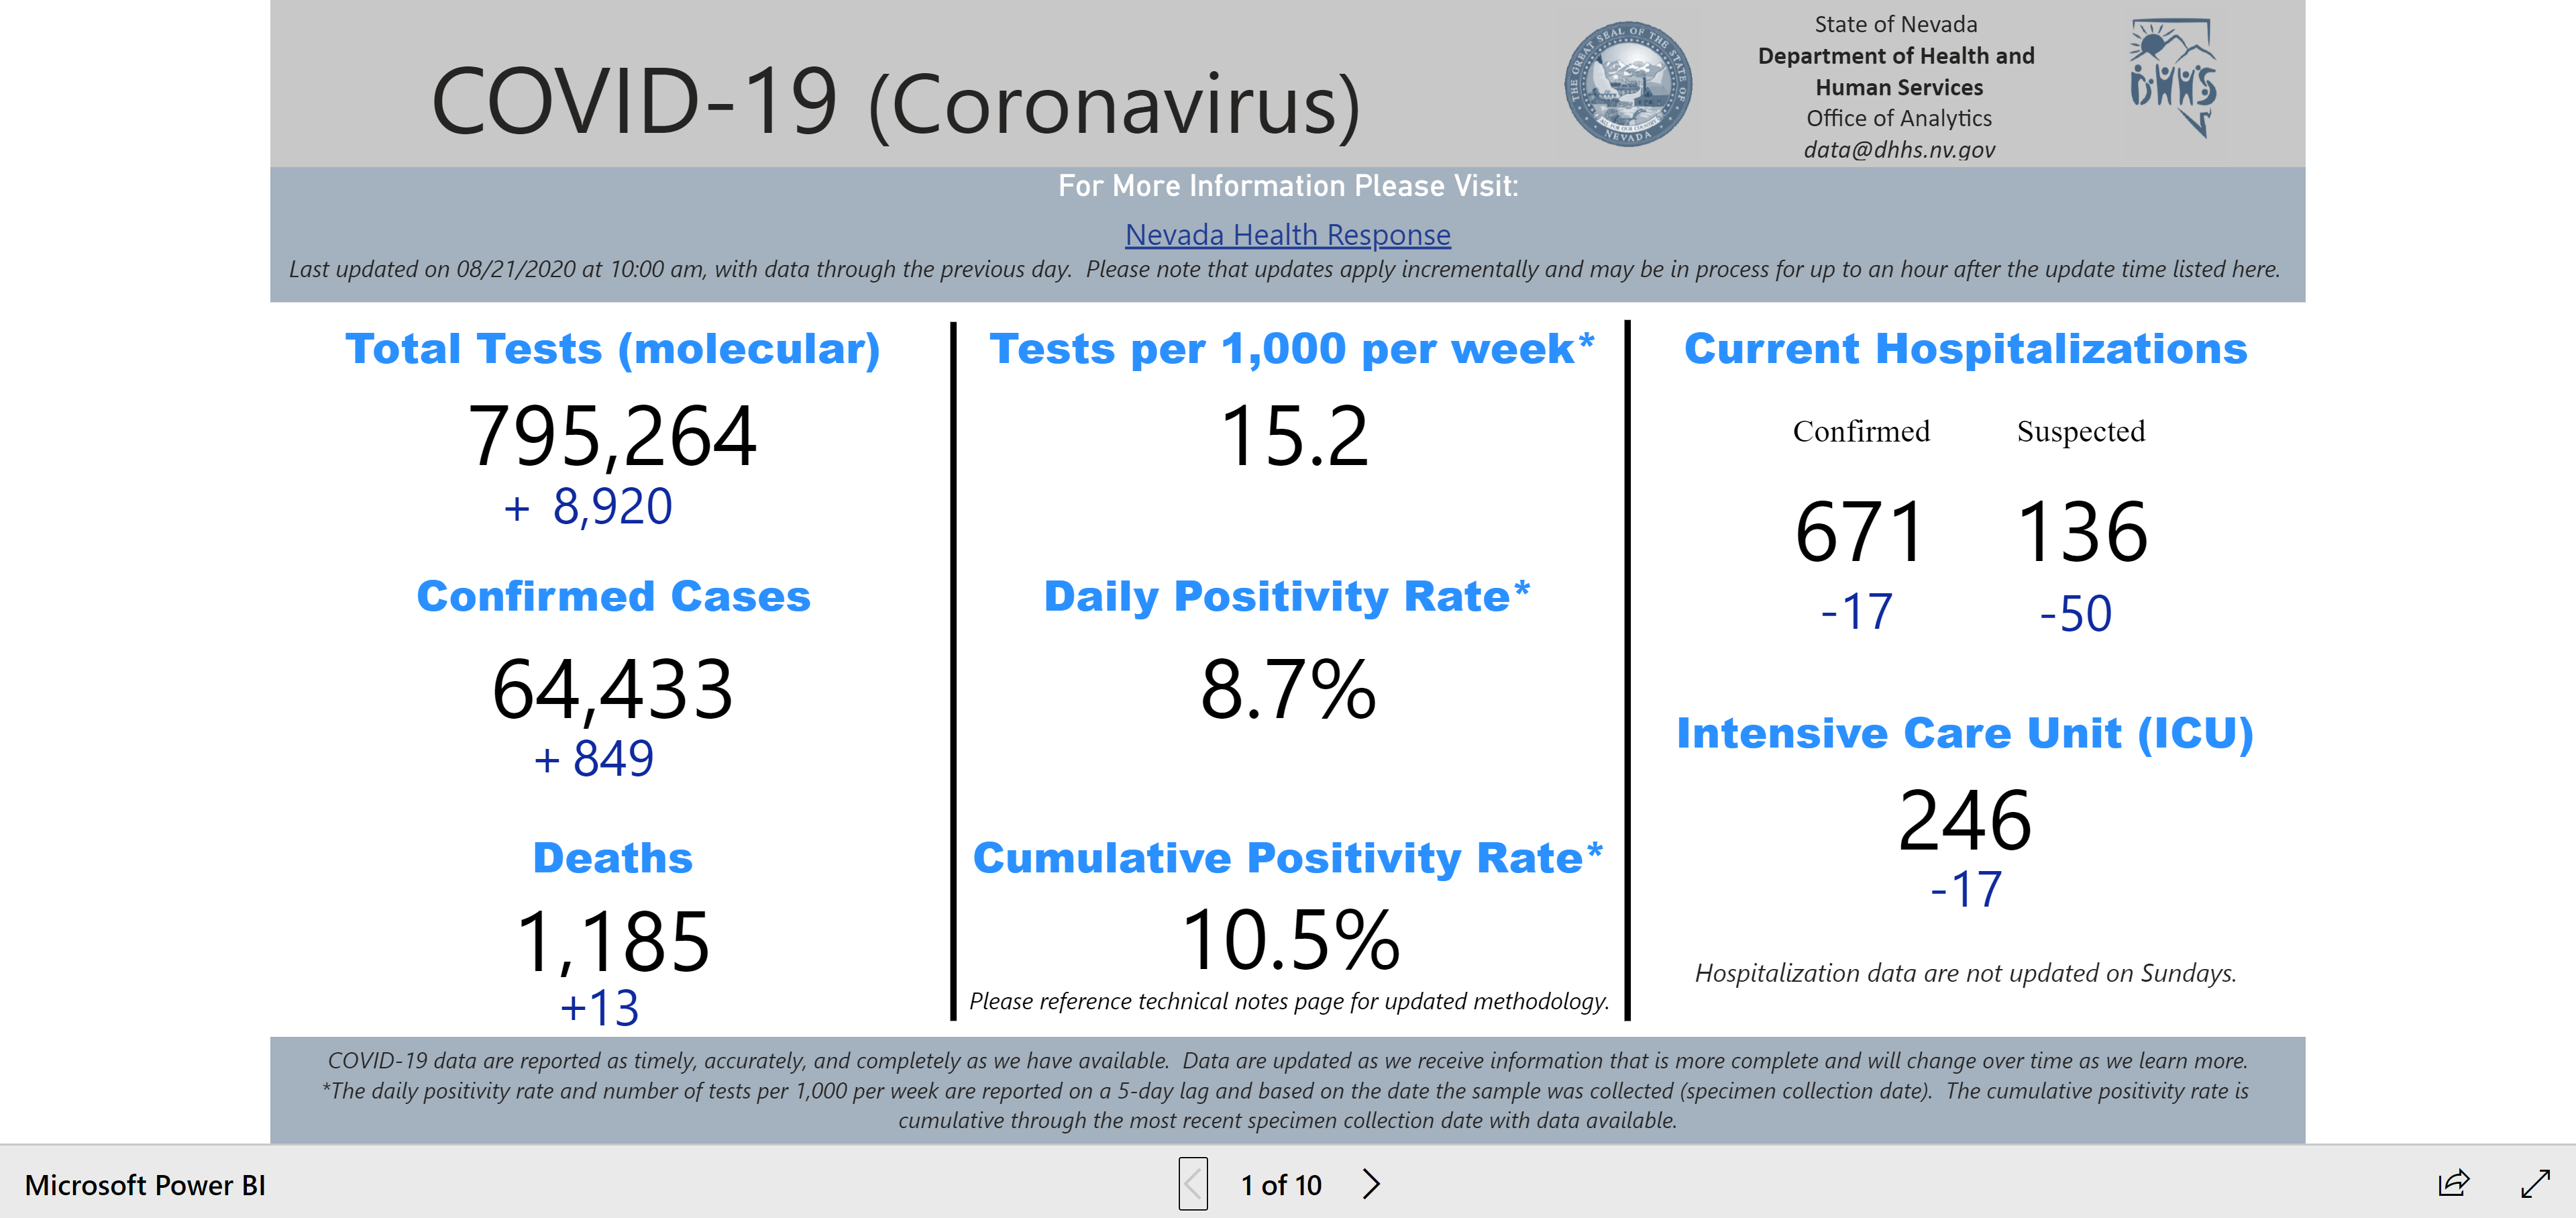 COVID-19 (Coronavirus)
THE GREAT SEAL OF THE STATE OF
ALL FOR OUR COUNTRY
NEVADA
State of Nevada
Department of Health and
Human Services
Office of Analytics
data@dhhs.nv.gov
DHHS
For More Information Please Visit:
Nevada Health Response
Last updated on 08/21/2020 at 10:00 am, with data through the previous day.  Please note that updates apply incrementally and may be in process for up to an hour after the update time listed here.
Total Tests (molecular)
795,264
+ 8,920
Confirmed Cases
64,433
+ 849
Deaths
1,185
+13
Tests per 1,000 per week*
15.2
Daily Positivity Rate*
8.7%
Cumulative Positivity Rate*
10.5%
Please reference technical notes page for updated methodology.
Current Hospitalizations
Confirmed Suspected
671 136
-17 -50
Intensive Care Unit (ICU)
246
-17
Hospitalization data are not updated on Sundays.
COVID-19 data are reported as timely, accurately, and completely as we have available.  Data are updated as we receive information that is more complete and will change over time as we learn more.
*The daily positivity rate and number of tests per 1,000 per week are reported on a 5-day lag and based on the date the sample was collected (specimen collection date).  The cumulative positivity rate is
cumulative through the most recent specimen collection date with data available.
Microsoft Power BI
1 of 10